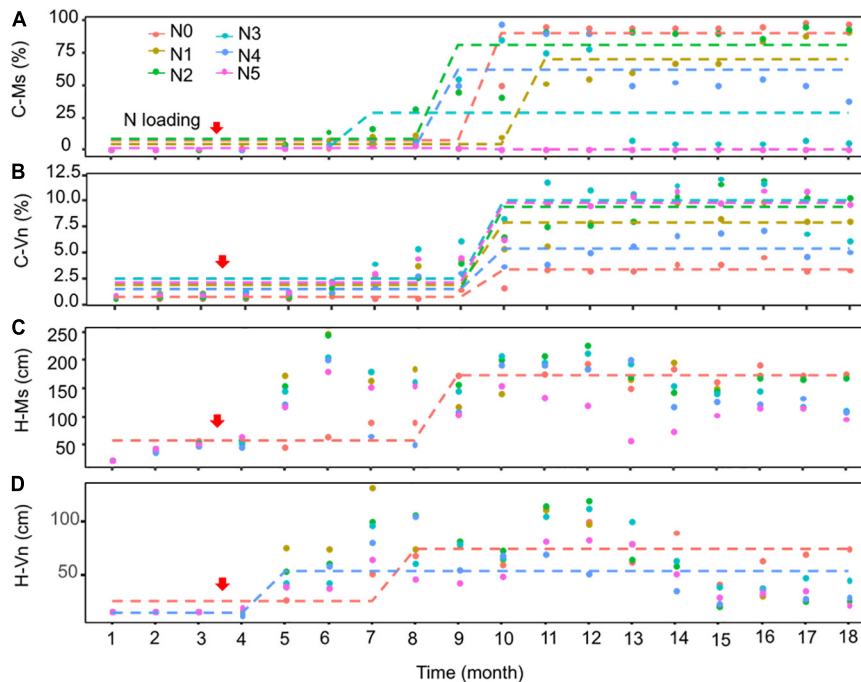 A
C-Ms (%)
100
75
50
25
0
N0
N1
N2
N3
N4
N5
N loading
B
C-Vn (%)
12.5
10.0
7.5
5.0
2.5
0.0
C
H-Ms (cm)
250
200
150
100
50
D
H-Vn (cm)
100
50
1 2 3 4 5 6 7 8 9 10 11 12 13 14 15 16 17 18
Time (month)